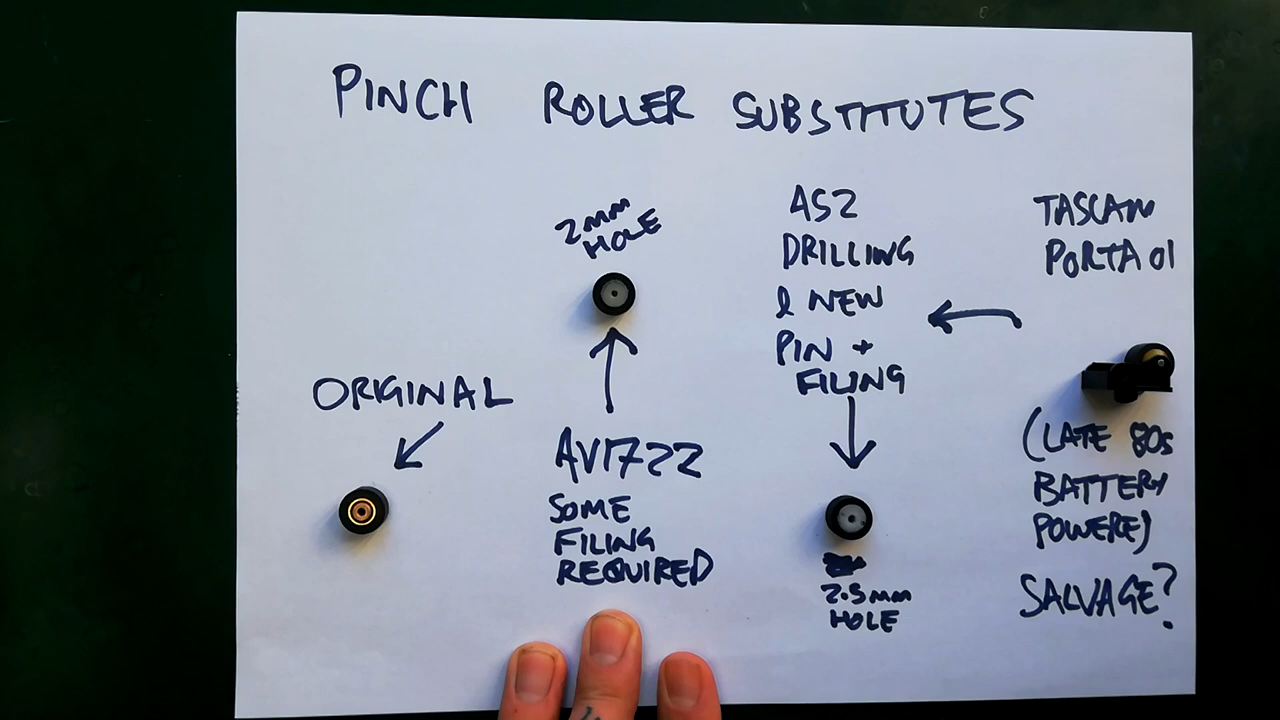 PINCH ROLLER SUBSTITUTES
ORIGINAL
2MM
HOLE
AV1722
SOME
FILING
REQUIRED
AS2
DRILLING
& NEW
PIN +
FILING
2.5MM
HOLE
TASCAM
PORTA 01
(LATE 80s
BATTERY
POWERE)
SALVAGE?